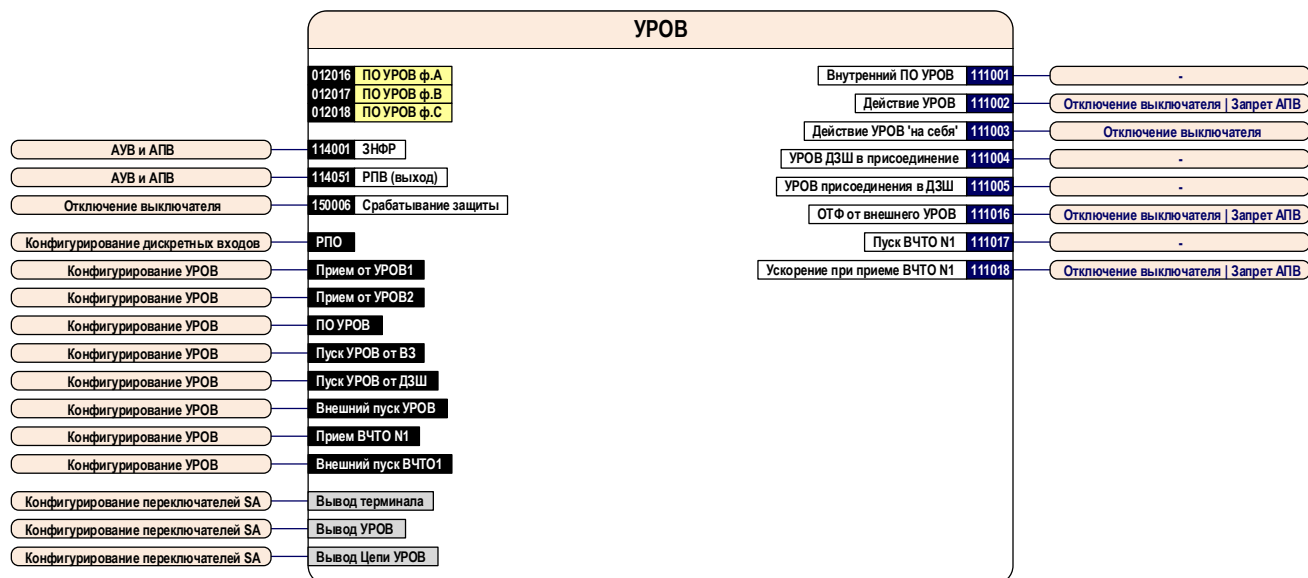 УРОВ
012016 ПО УРОВ ф.А
012017 ПО УРОВ ф.В
012018 ПО УРОВ ф.С
АУВ и АПВ 114001 ЗНФР
АУВ и АПВ 114051 РПВ (выход)
Отключение выключателя 150006 Срабатывание защиты
Конфигурирование дискретных входов РПО
Конфигурирование УРОВ Прием от УРОВ1
Конфигурирование УРОВ Прием от УРОВ2
Конфигурирование УРОВ ПО УРОВ
Конфигурирование УРОВ Пуск УРОВ от ВЗ
Конфигурирование УРОВ Пуск УРОВ от ДЗШ
Конфигурирование УРОВ Внешний пуск УРОВ
Конфигурирование УРОВ Прием ВЧТО N1
Конфигурирование УРОВ Внешний пуск ВЧТО1
Конфигурирование переключателей SA Вывод терминала
Конфигурирование переключателей SA Вывод УРОВ
Конфигурирование переключателей SA Вывод Цепи УРОВ
Внутренний ПО УРОВ 111001 -
Действие УРОВ 111002 Отключение выключателя | Запрет АПВ
Действие УРОВ 'на себя' 111003 Отключение выключателя
УРОВ ДЗШ в присоединение 111004 -
УРОВ присоединения в ДЗШ 111005 -
ОТФ от внешнего УРОВ 111016 Отключение выключателя | Запрет АПВ
Пуск ВЧТО N1 111017 -
Ускорение при приеме ВЧТО N1 111018 Отключение выключателя | Запрет АПВ